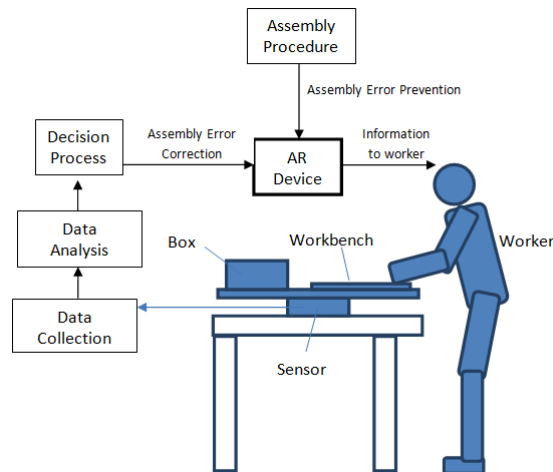 Assembly
Procedure
Assembly Error Prevention
Decision
Process
Assembly Error
Correction
AR
Device
Information
to worker
Data
Analysis
Box
Workbench
Worker
Data
Collection
Sensor